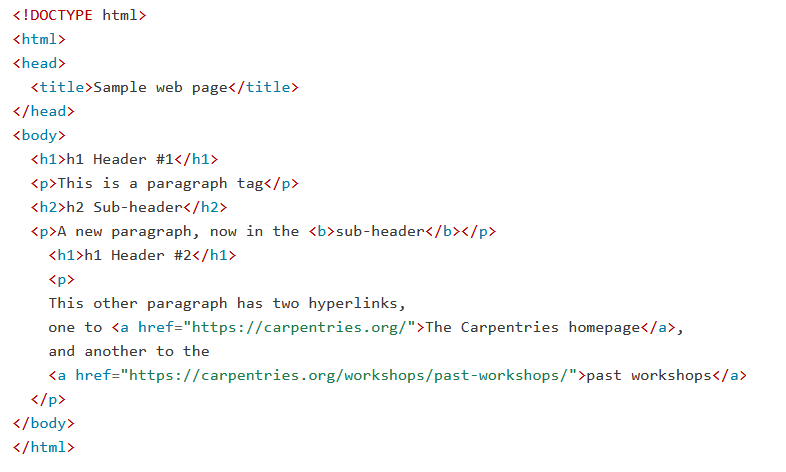 <!DOCTYPE html>
<html>
<head>
  <title>Sample web page</title>
</head>
<body>
  <h1>h1 Header #1</h1>
  <p>This is a paragraph tag</p>
  <h2>h2 Sub-header</h2>
  <p>A new paragraph, now in the <b>sub-header</b></p>
    <h1>h1 Header #2</h1>
    <p>
    This other paragraph has two hyperlinks,
    one to <a href="https://carpentries.org/">The Carpentries homepage</a>,
    and another to the
    <a href="https://carpentries.org/workshops/past-workshops/">past workshops</a>
  </p>
</body>
</html>